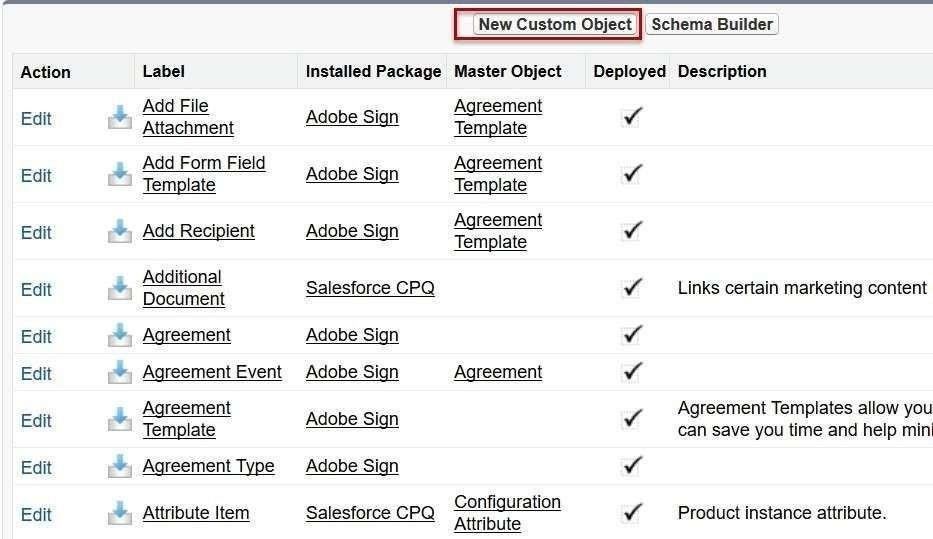 New Custom Object Schema Builder
Action Label Installed Package Master Object Deployed Description
Edit Add File Attachment Adobe Sign Agreement Template
Edit Add Form Field Template Adobe Sign Agreement Template
Edit Add Recipient Adobe Sign Agreement Template
Edit Additional Document Salesforce CPQ Links certain marketing content
Edit Agreement Adobe Sign
Edit Agreement Event Adobe Sign Agreement
Edit Agreement Template Adobe Sign Agreement Templates allow you
can save you time and help mini
Edit Agreement Type Adobe Sign
Edit Attribute Item Salesforce CPQ Configuration Attribute Product instance attribute.